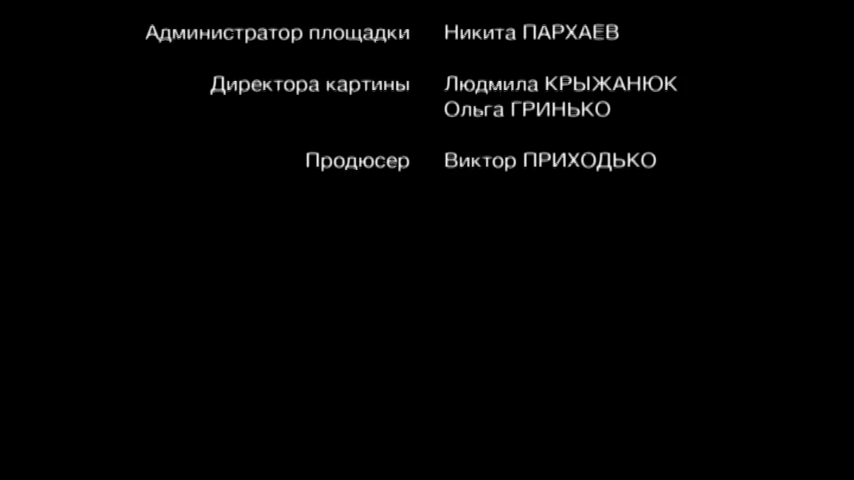 Администратор площадки Никита ПАРХАЕВ
Директора картины Людмила КРЫЖАНЮК
Ольга ГРИНЬКО
Продюсер Виктор ПРИХОДЬКО